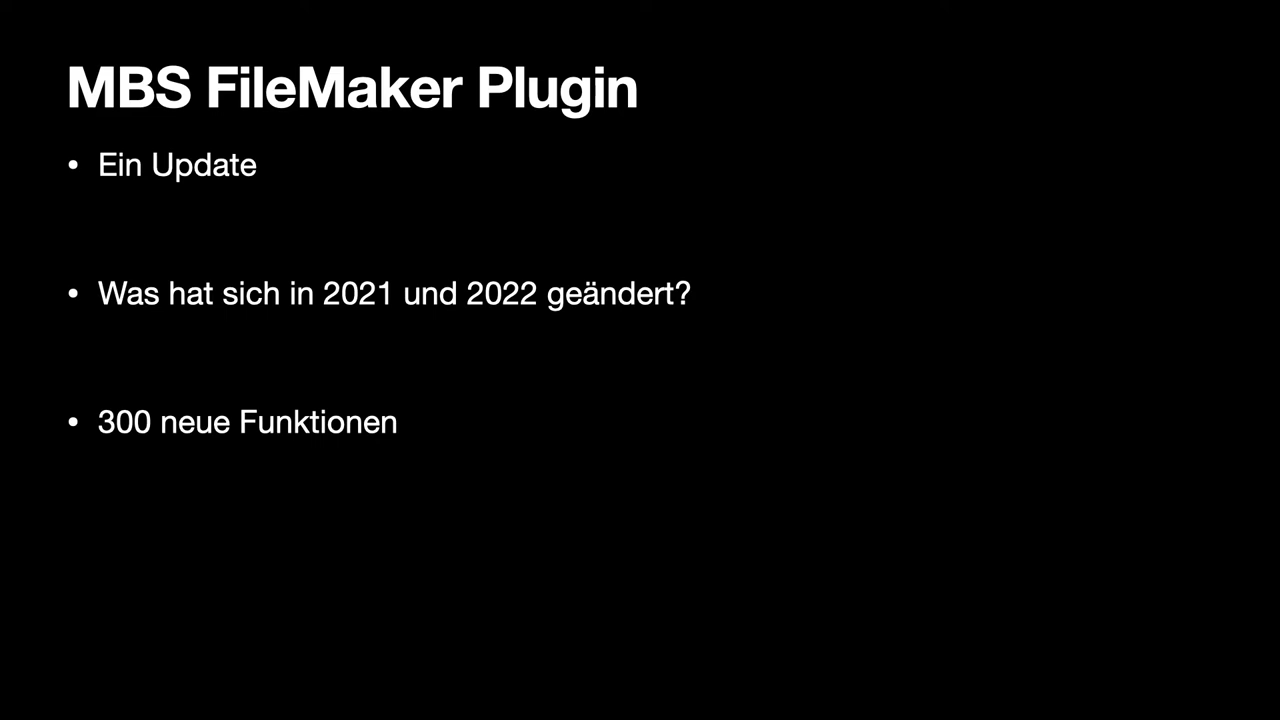 MBS FileMaker Plugin
• Ein Update
• Was hat sich in 2021 und 2022 geändert?
• 300 neue Funktionen